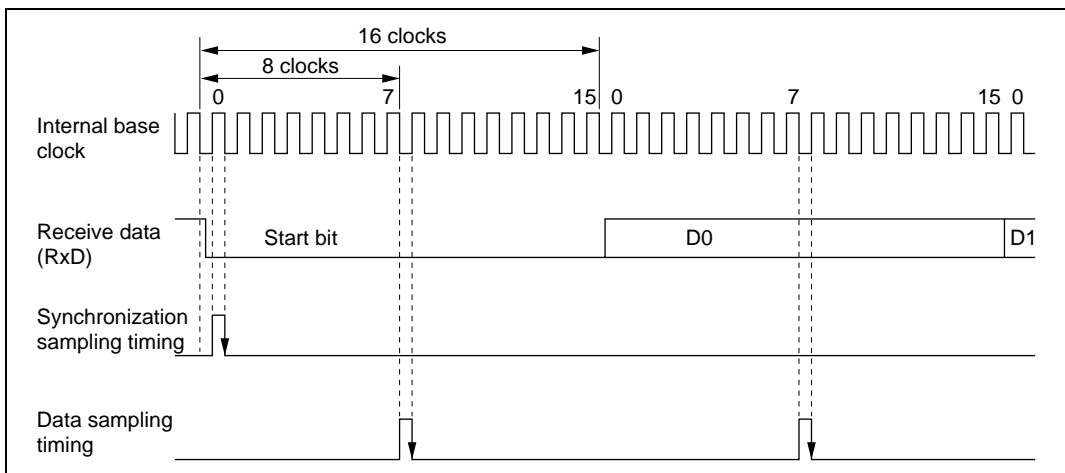 16 clocks
8 clocks
0 7 15 0 7 15 0
Internal base
clock
Receive data
(RxD)
Start bit D0 D1
Synchronization
sampling timing
Data sampling
timing